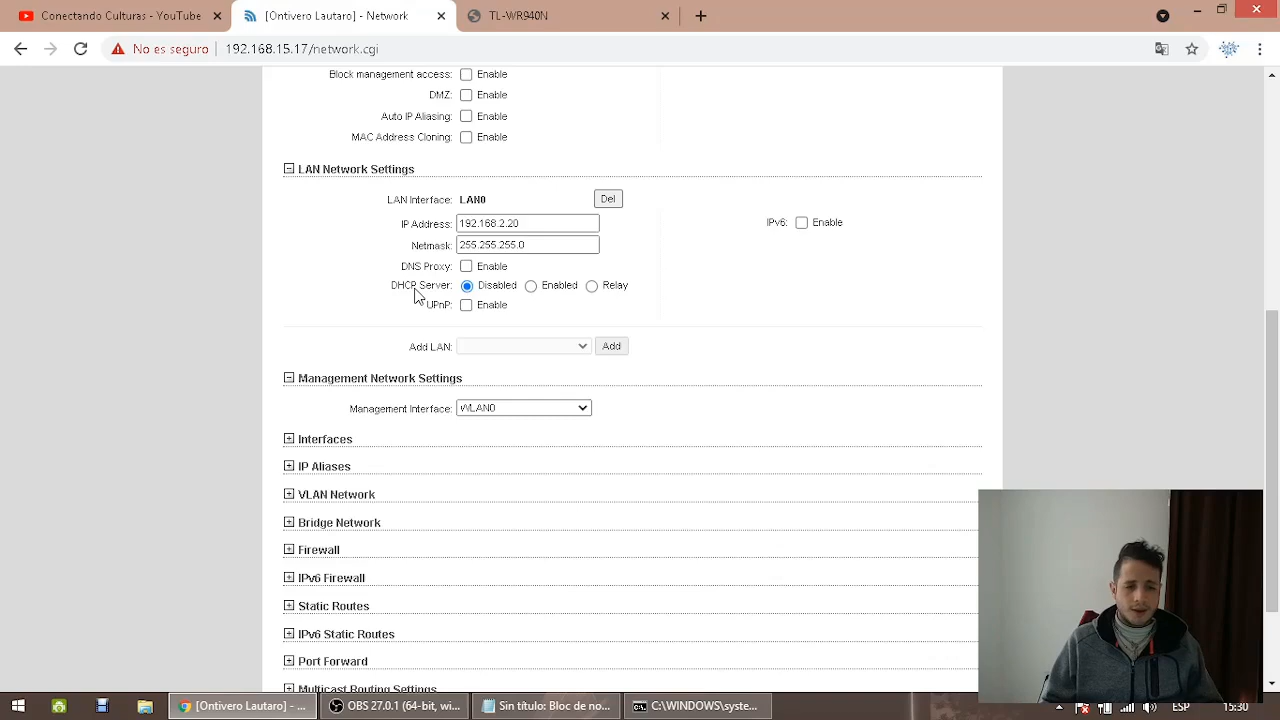 Conectando Culturas - YouTube
[Ontivero Lautaro] - Network
TL-WR940N
No es seguro
192.168.15.17/network.cgi
Block management access: Enable
DMZ: Enable
Auto IP Aliasing: Enable
MAC Address Cloning: Enable
LAN Network Settings
LAN Interface: LAN0 Del
IP Address: 192.168.2.20
IPv6: Enable
Netmask: 255.255.255.0
DNS Proxy: Enable
DHCP Server: Disabled Enabled Relay
UPnP: Enable
Add LAN: Add
Management Network Settings
Management Interface: WLAN0
Interfaces
IP Aliases
VLAN Network
Bridge Network
Firewall
IPv6 Firewall
Static Routes
IPv6 Static Routes
Port Forward
Multicast Routing Settings
[Ontivero Lautaro] - ...
OBS 27.0.1 (64-bit, wi...
Sin título: Bloc de no...
C:\WINDOWS\syste...
ESP